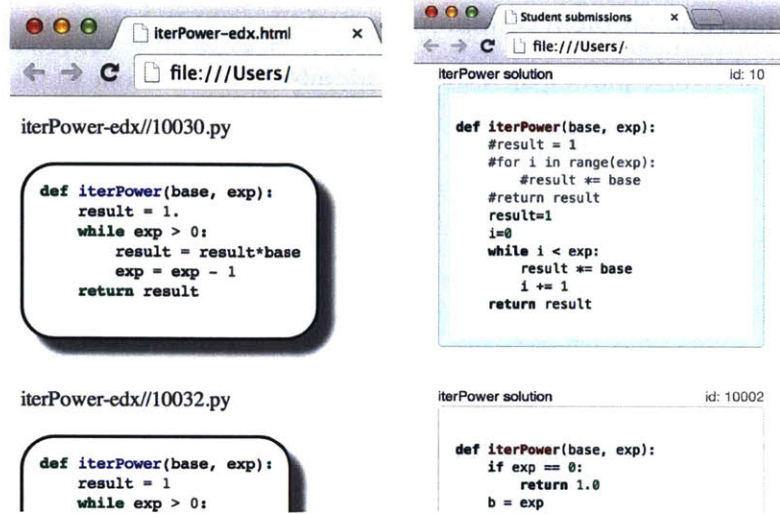 iterPower-edx.html
file:///Users/
iterPower-edx//10030.py
def iterPower(base, exp):
    result = 1.
    while exp > 0:
        result = result*base
        exp = exp - 1
    return result
iterPower-edx//10032.py
def iterPower(base, exp):
    result = 1
    while exp > 0:
Student submissions
file:///Users/
iterPower solution id: 10
def iterPower(base, exp):
    #result = 1
    #for i in range(exp):
        #result *= base
    #return result
    result=1
    i=0
    while i < exp:
        result *= base
        i += 1
    return result
iterPower solution id: 10002
def iterPower(base, exp):
    if exp == 0:
        return 1.0
    b = exp